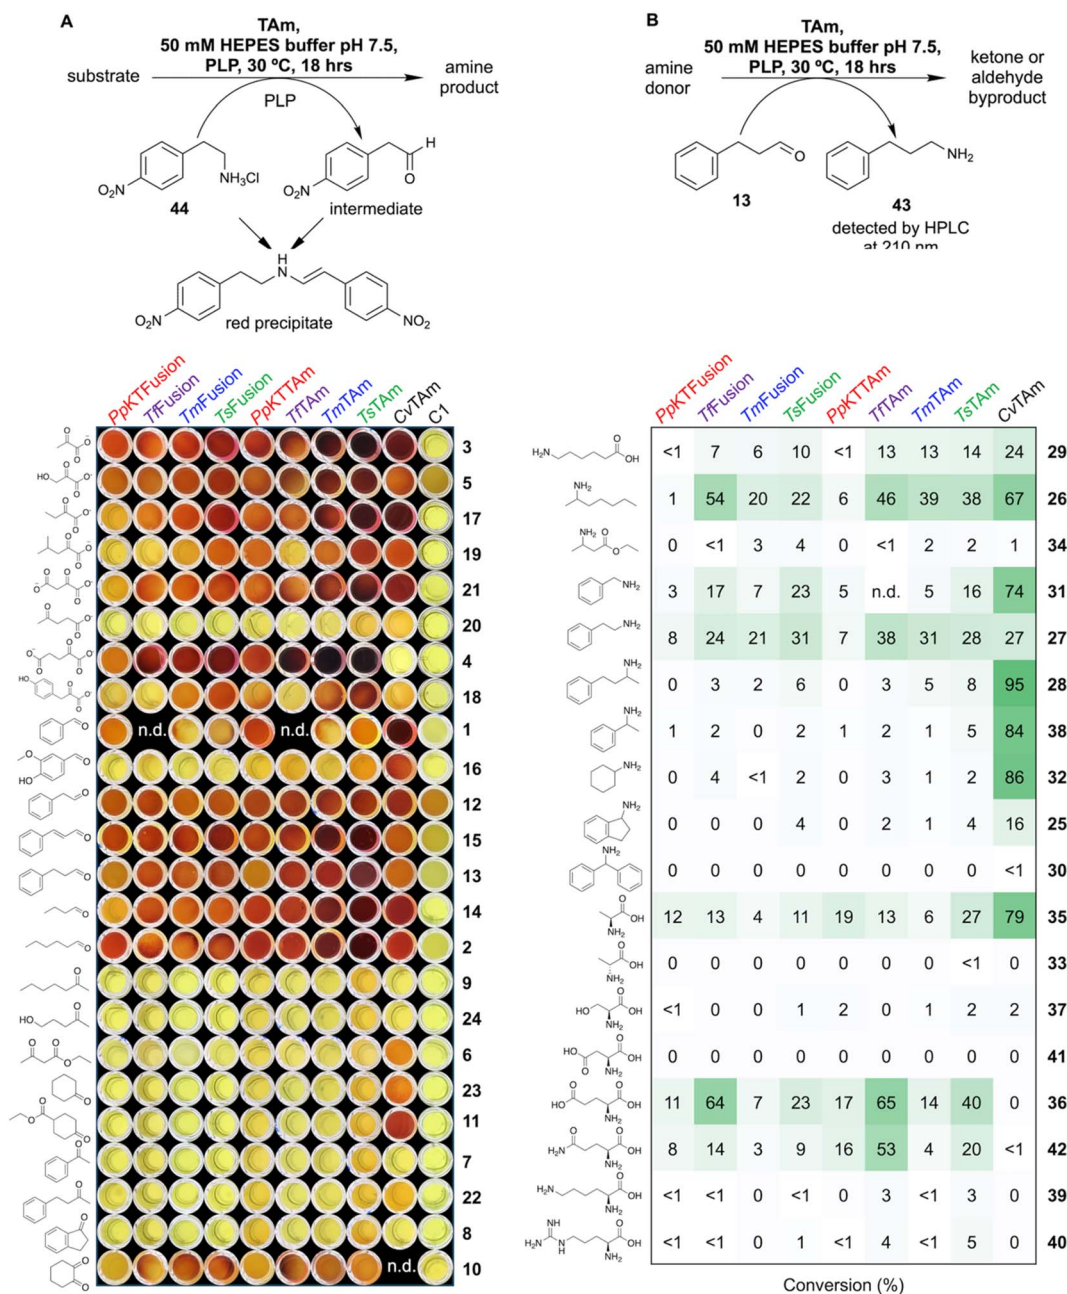 A
TAm,
50 mM HEPES buffer pH 7.5,
PLP, 30 ºC, 18 hrs
substrate
amine
product
PLP
O₂N
NH₃Cl
44
O₂N
H
O
intermediate
H
N
O₂N
NO₂
red precipitate
B
TAm,
50 mM HEPES buffer pH 7.5,
PLP, 30 ºC, 18 hrs
amine
donor
ketone or
aldehyde
byproduct
O
13
NH₂
43
detected by HPLC
at 210 nm
PpKTFusion TfFusion TmFusion TsFusion PpKTTAm TfTAm TmTAm TsTAm CvTAm C1
3
5
17
19
21
20
4
18
n.d. n.d. 1
16
12
15
13
14
2
9
24
6
23
11
7
22
8
n.d. 10
PpKTFusion TfFusion TmFusion TsFusion PpKTTAm TfTAm TmTAm TsTAm CvTAm
<1 7 6 10 <1 13 13 14 24 29
1 54 20 22 6 46 39 38 67 26
0 <1 3 4 0 <1 2 2 1 34
3 17 7 23 5 n.d. 5 16 74 31
8 24 21 31 7 38 31 28 27 27
0 3 2 6 0 3 5 8 95 28
1 2 0 2 1 2 1 5 84 38
0 4 <1 2 0 3 1 2 86 32
0 0 0 4 0 2 1 4 16 25
0 0 0 0 0 0 0 0 <1 30
12 13 4 11 19 13 6 27 79 35
0 0 0 0 0 0 0 <1 0 33
<1 0 0 1 2 0 1 2 2 37
0 0 0 0 0 0 0 0 0 41
11 64 7 23 17 65 14 40 0 36
8 14 3 9 16 53 4 20 <1 42
<1 <1 0 <1 0 3 <1 3 0 39
<1 <1 0 1 <1 4 <1 5 0 40
Conversion (%)